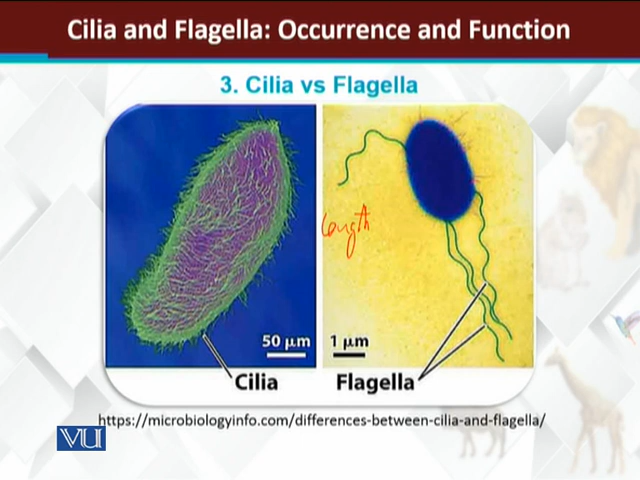 Cilia and Flagella: Occurrence and Function
3. Cilia vs Flagella
length
50 µm
1 µm
Cilia
Flagella
https://microbiologyinfo.com/differences-between-cilia-and-flagella/
VU